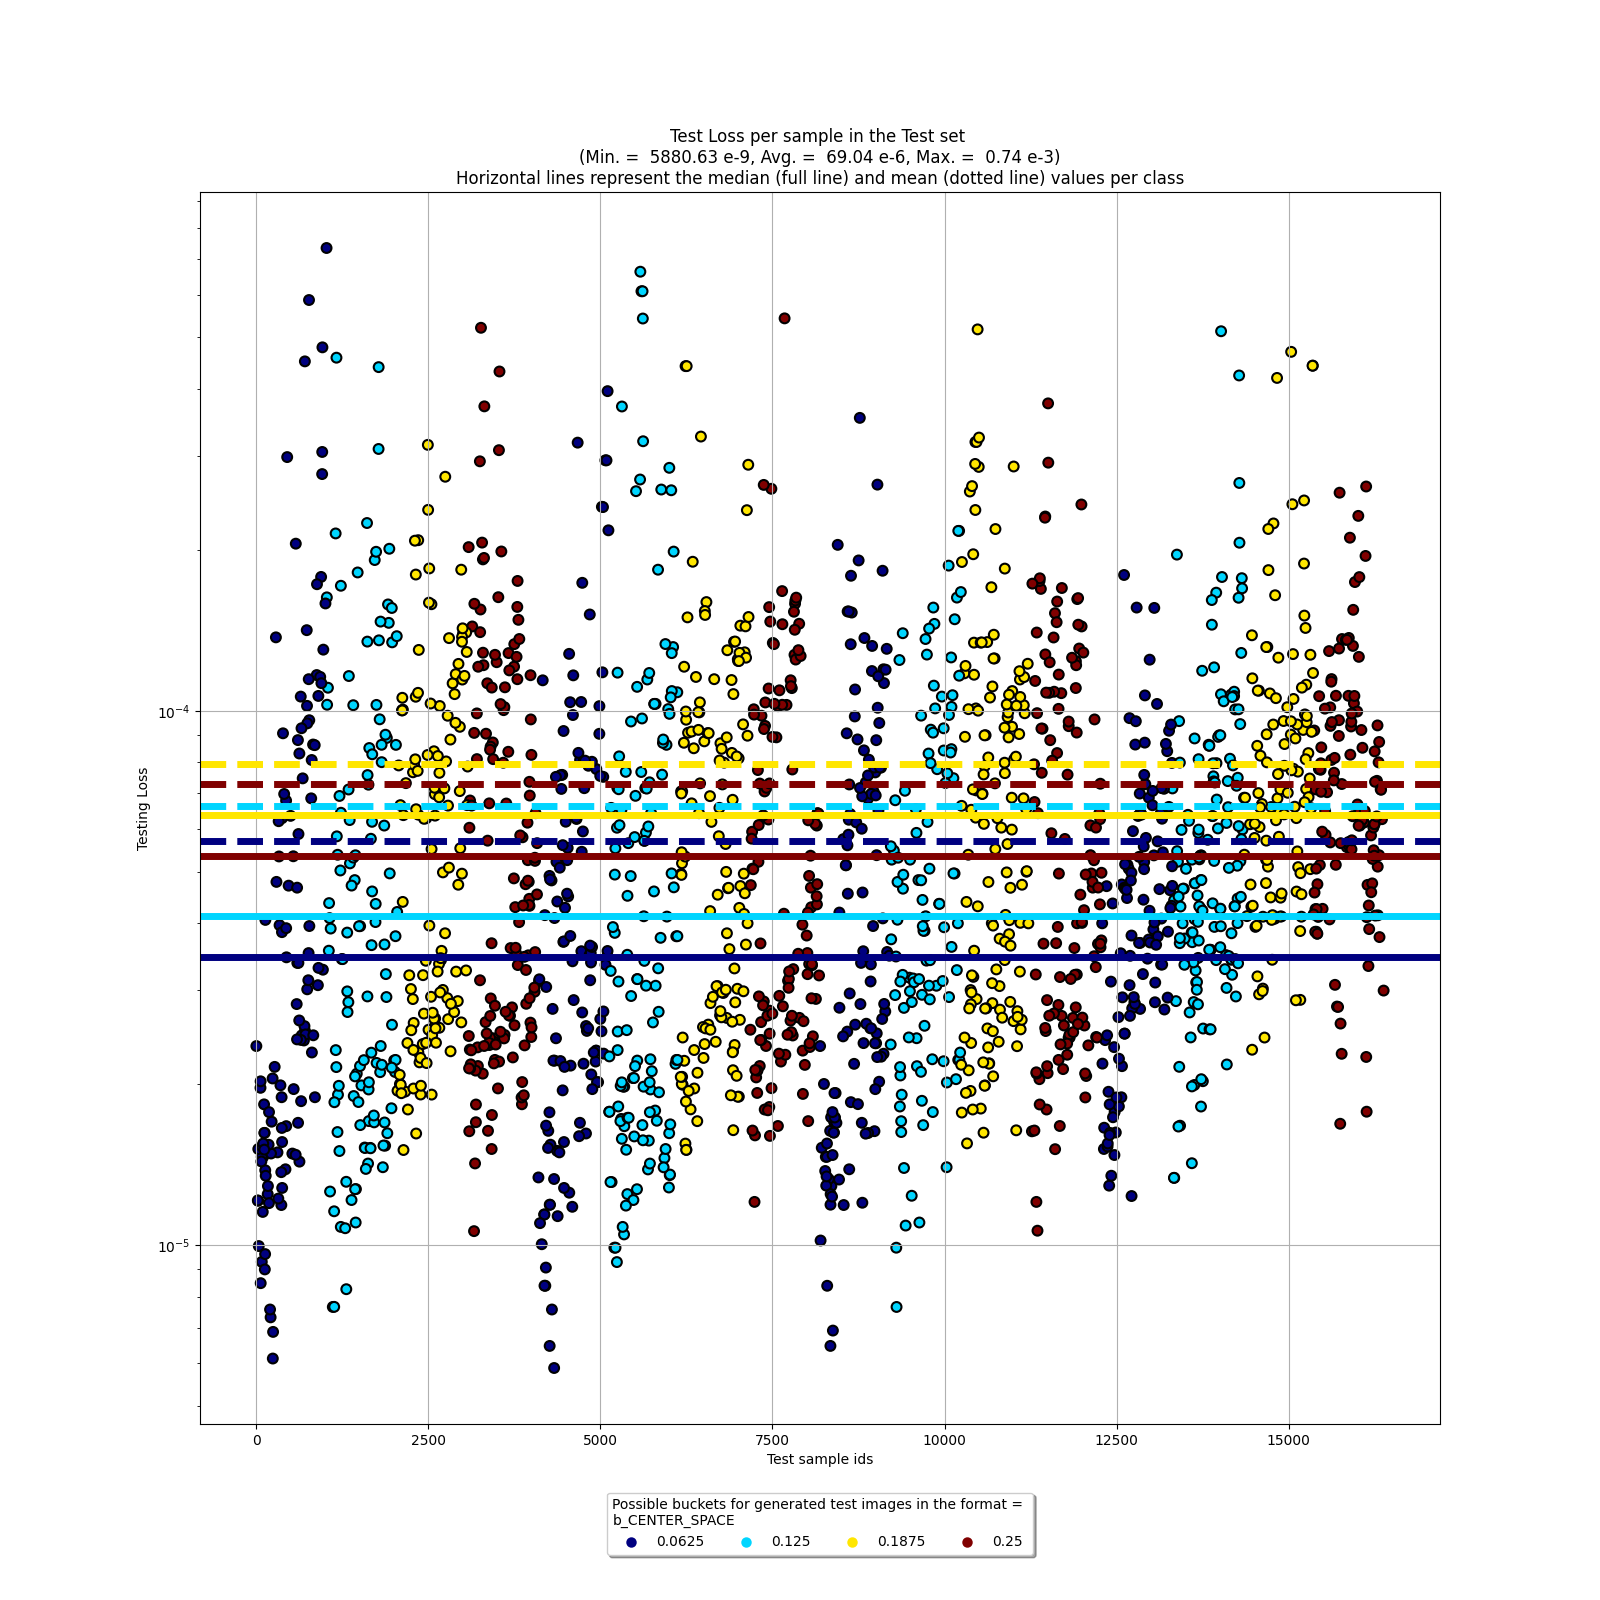 Test Loss per sample in the Test set
(Min. =  5880.63 e-9, Avg. =  69.04 e-6, Max. =  0.74 e-3)
Horizontal lines represent the median (full line) and mean (dotted line) values per class
Testing Loss
10⁻⁴
10⁻⁵
0 2500 5000 7500 10000 12500 15000
Test sample ids
Possible buckets for generated test images in the format =
b_CENTER_SPACE
0.0625 0.125 0.1875 0.25